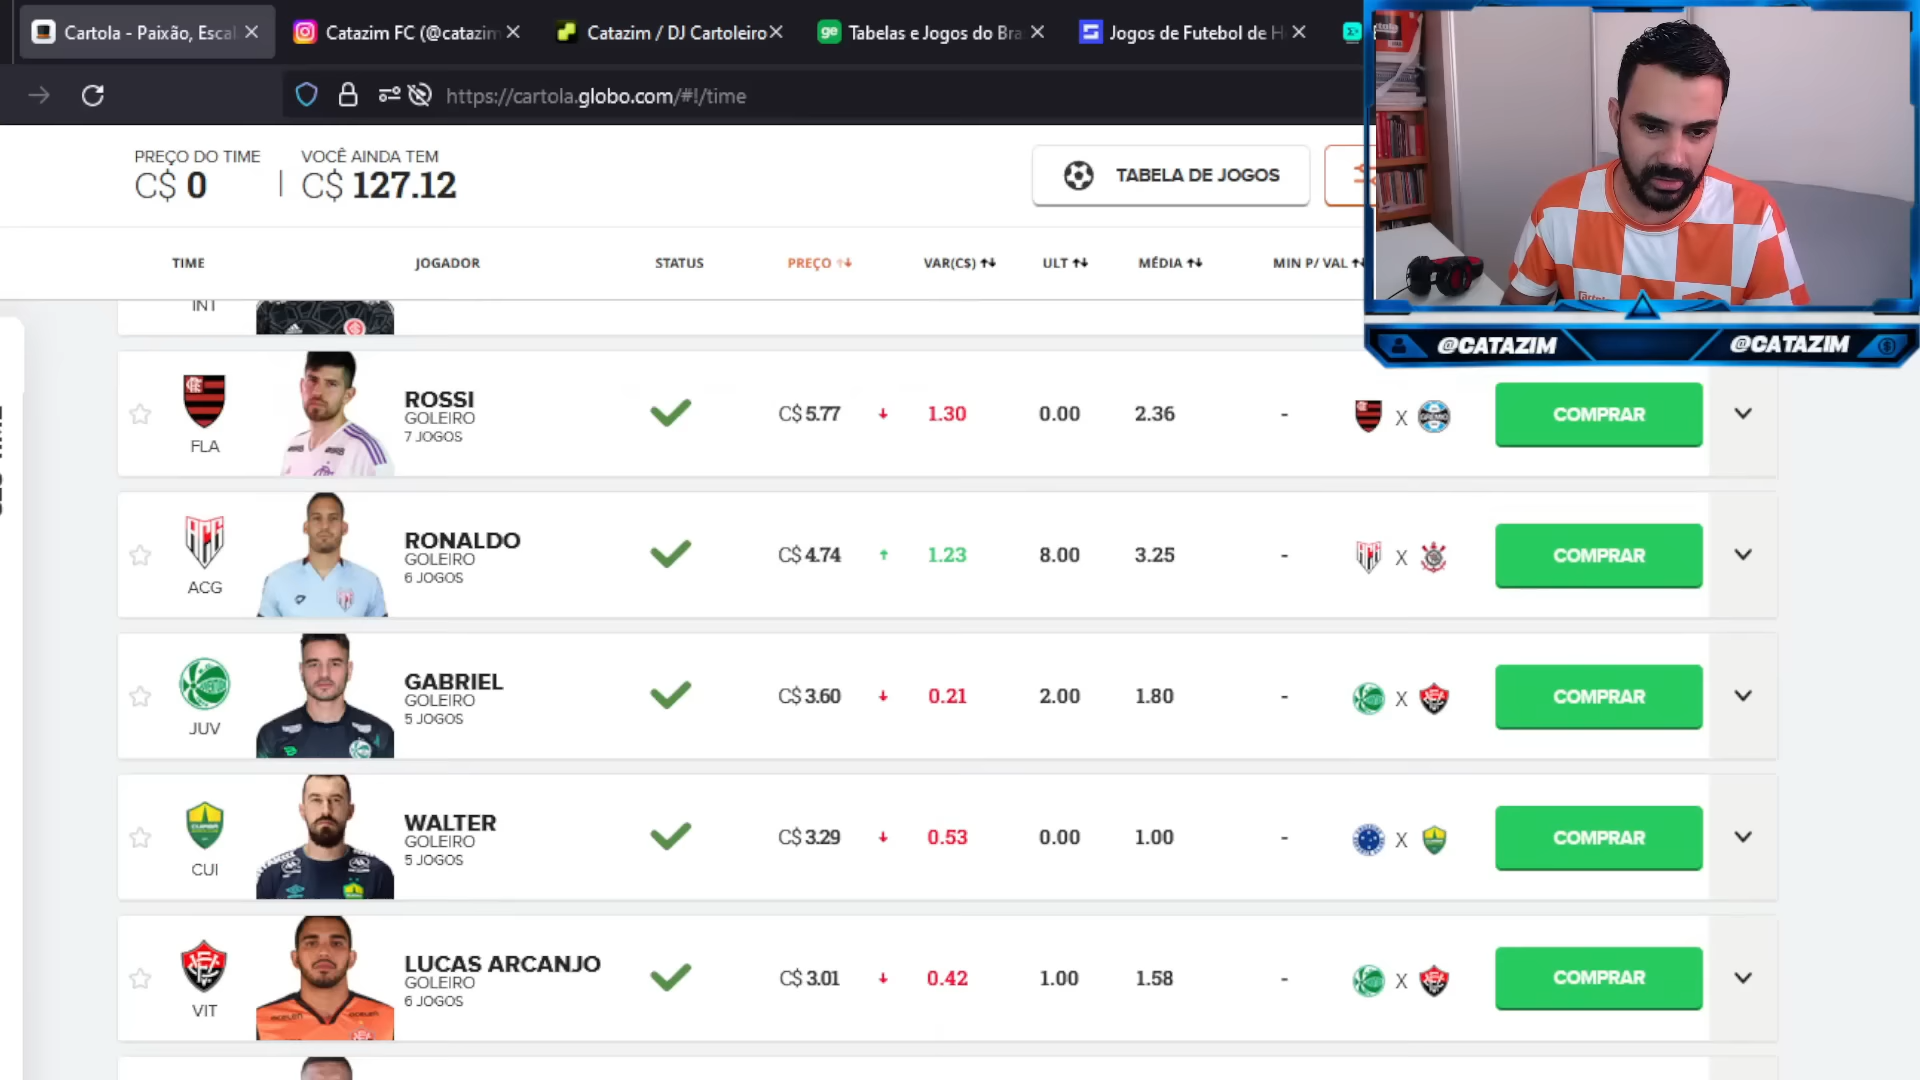 Cartola - Paixão, Escal
Catazim FC (@catazim
Catazim / DJ Cartoleiro
ge Tabelas e Jogos do Bra
Jogos de Futebol de H
https://cartola.globo.com/#!/time
PREÇO DO TIME
C$ 0
VOCÊ AINDA TEM
C$ 127.12
TABELA DE JOGOS
@CATAZIM
@CATAZIM
TIME JOGADOR STATUS PREÇO VAR(C$) ULT MÉDIA MIN P/ VAL
INT
FLA
ROSSI
GOLEIRO
7 JOGOS
C$ 5.77 1.30 0.00 2.36 - X COMPRAR
ACG
RONALDO
GOLEIRO
6 JOGOS
C$ 4.74 1.23 8.00 3.25 - X COMPRAR
JUV
GABRIEL
GOLEIRO
5 JOGOS
C$ 3.60 0.21 2.00 1.80 - X COMPRAR
CUI
WALTER
GOLEIRO
5 JOGOS
C$ 3.29 0.53 0.00 1.00 - X COMPRAR
VIT
LUCAS ARCANJO
GOLEIRO
6 JOGOS
C$ 3.01 0.42 1.00 1.58 - X COMPRAR